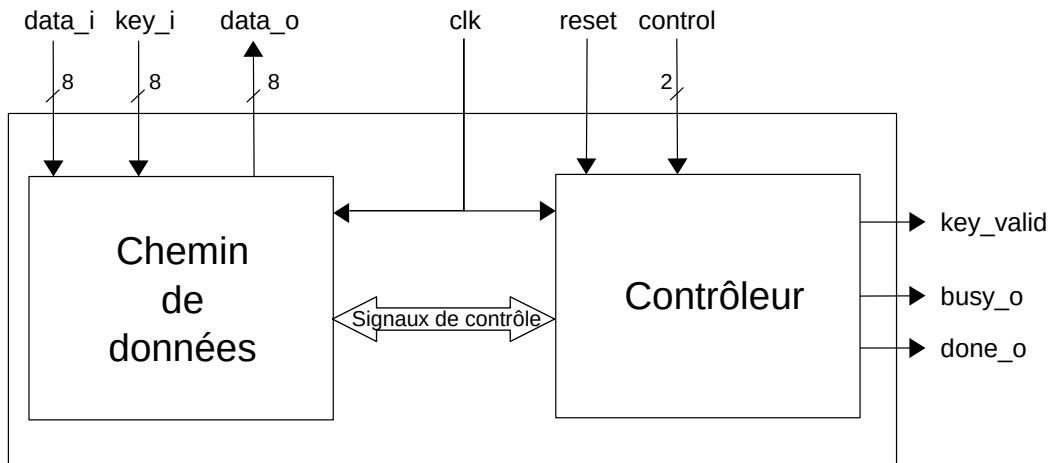 data_i key_i data_o clk reset control
8 8 8 2
Chemin
de
données
Contrôleur
Signaux de contrôle
key_valid
busy_o
done_o